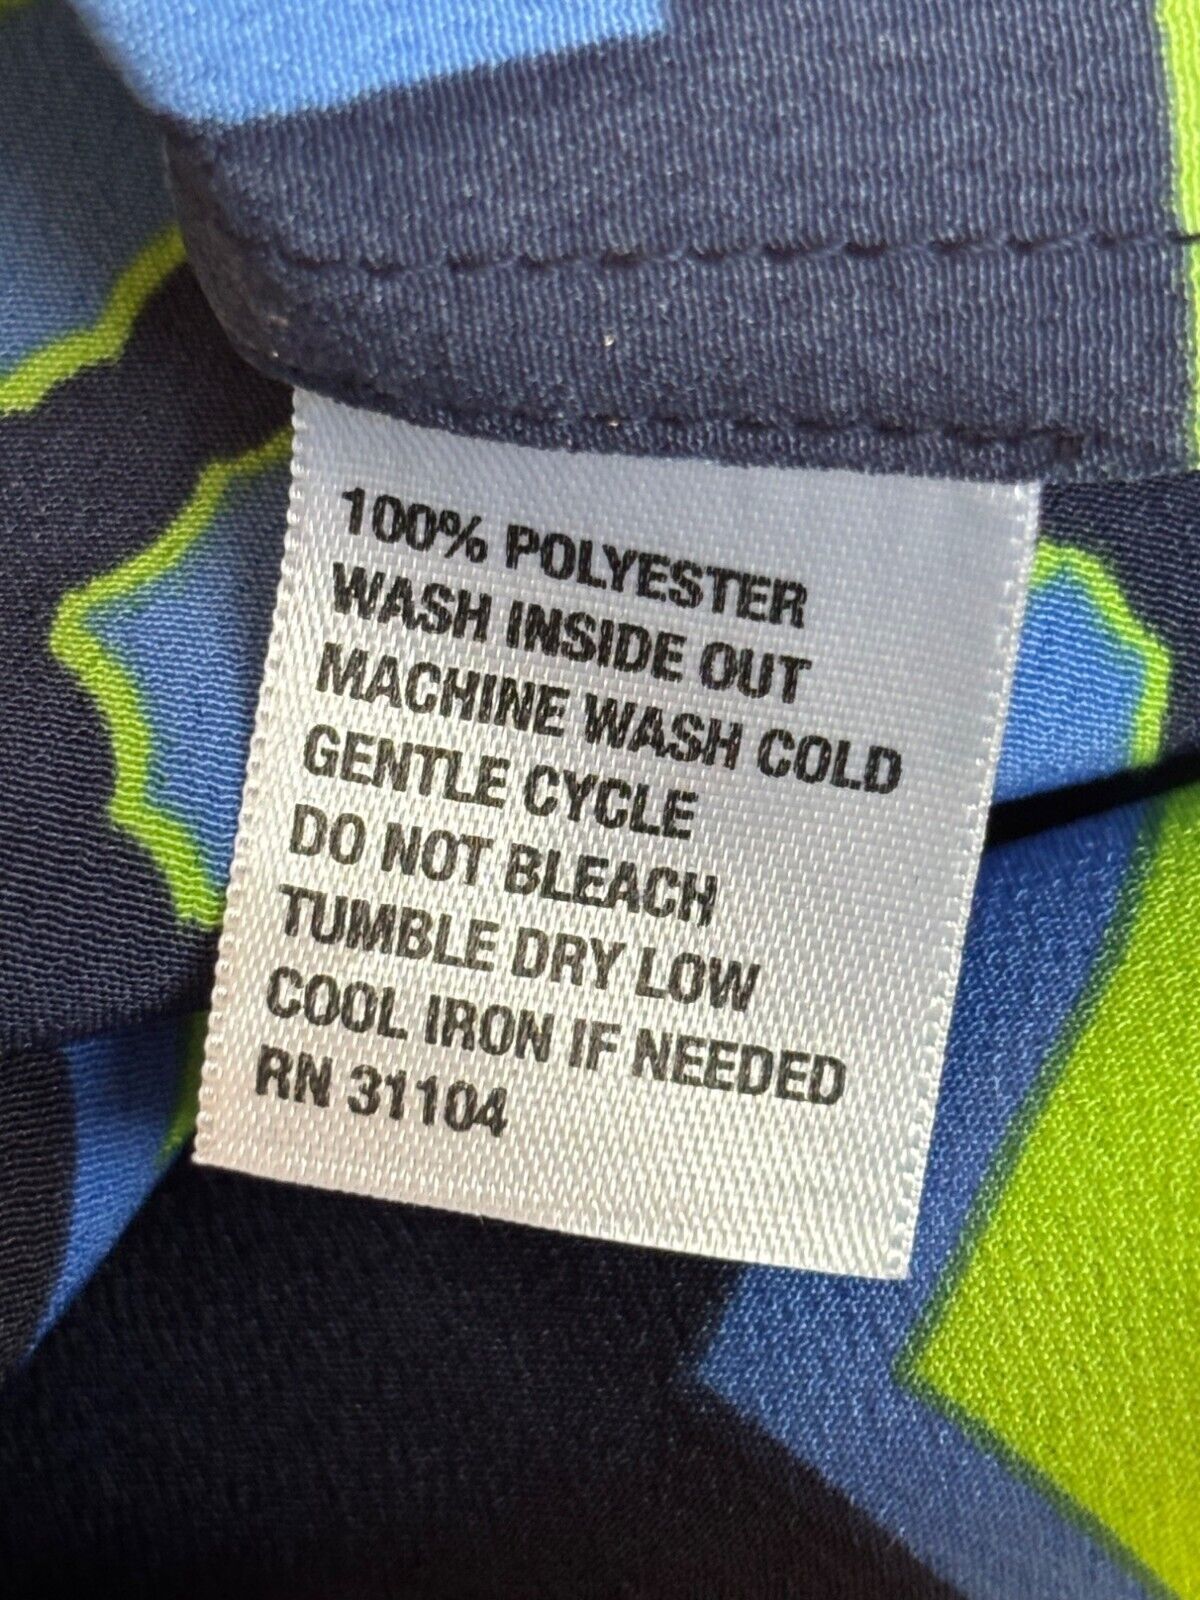 100% POLYESTER
WASH INSIDE OUT
MACHINE WASH COLD
GENTLE CYCLE
DO NOT BLEACH
TUMBLE DRY LOW
COOL IRON IF NEEDED
RN 31104